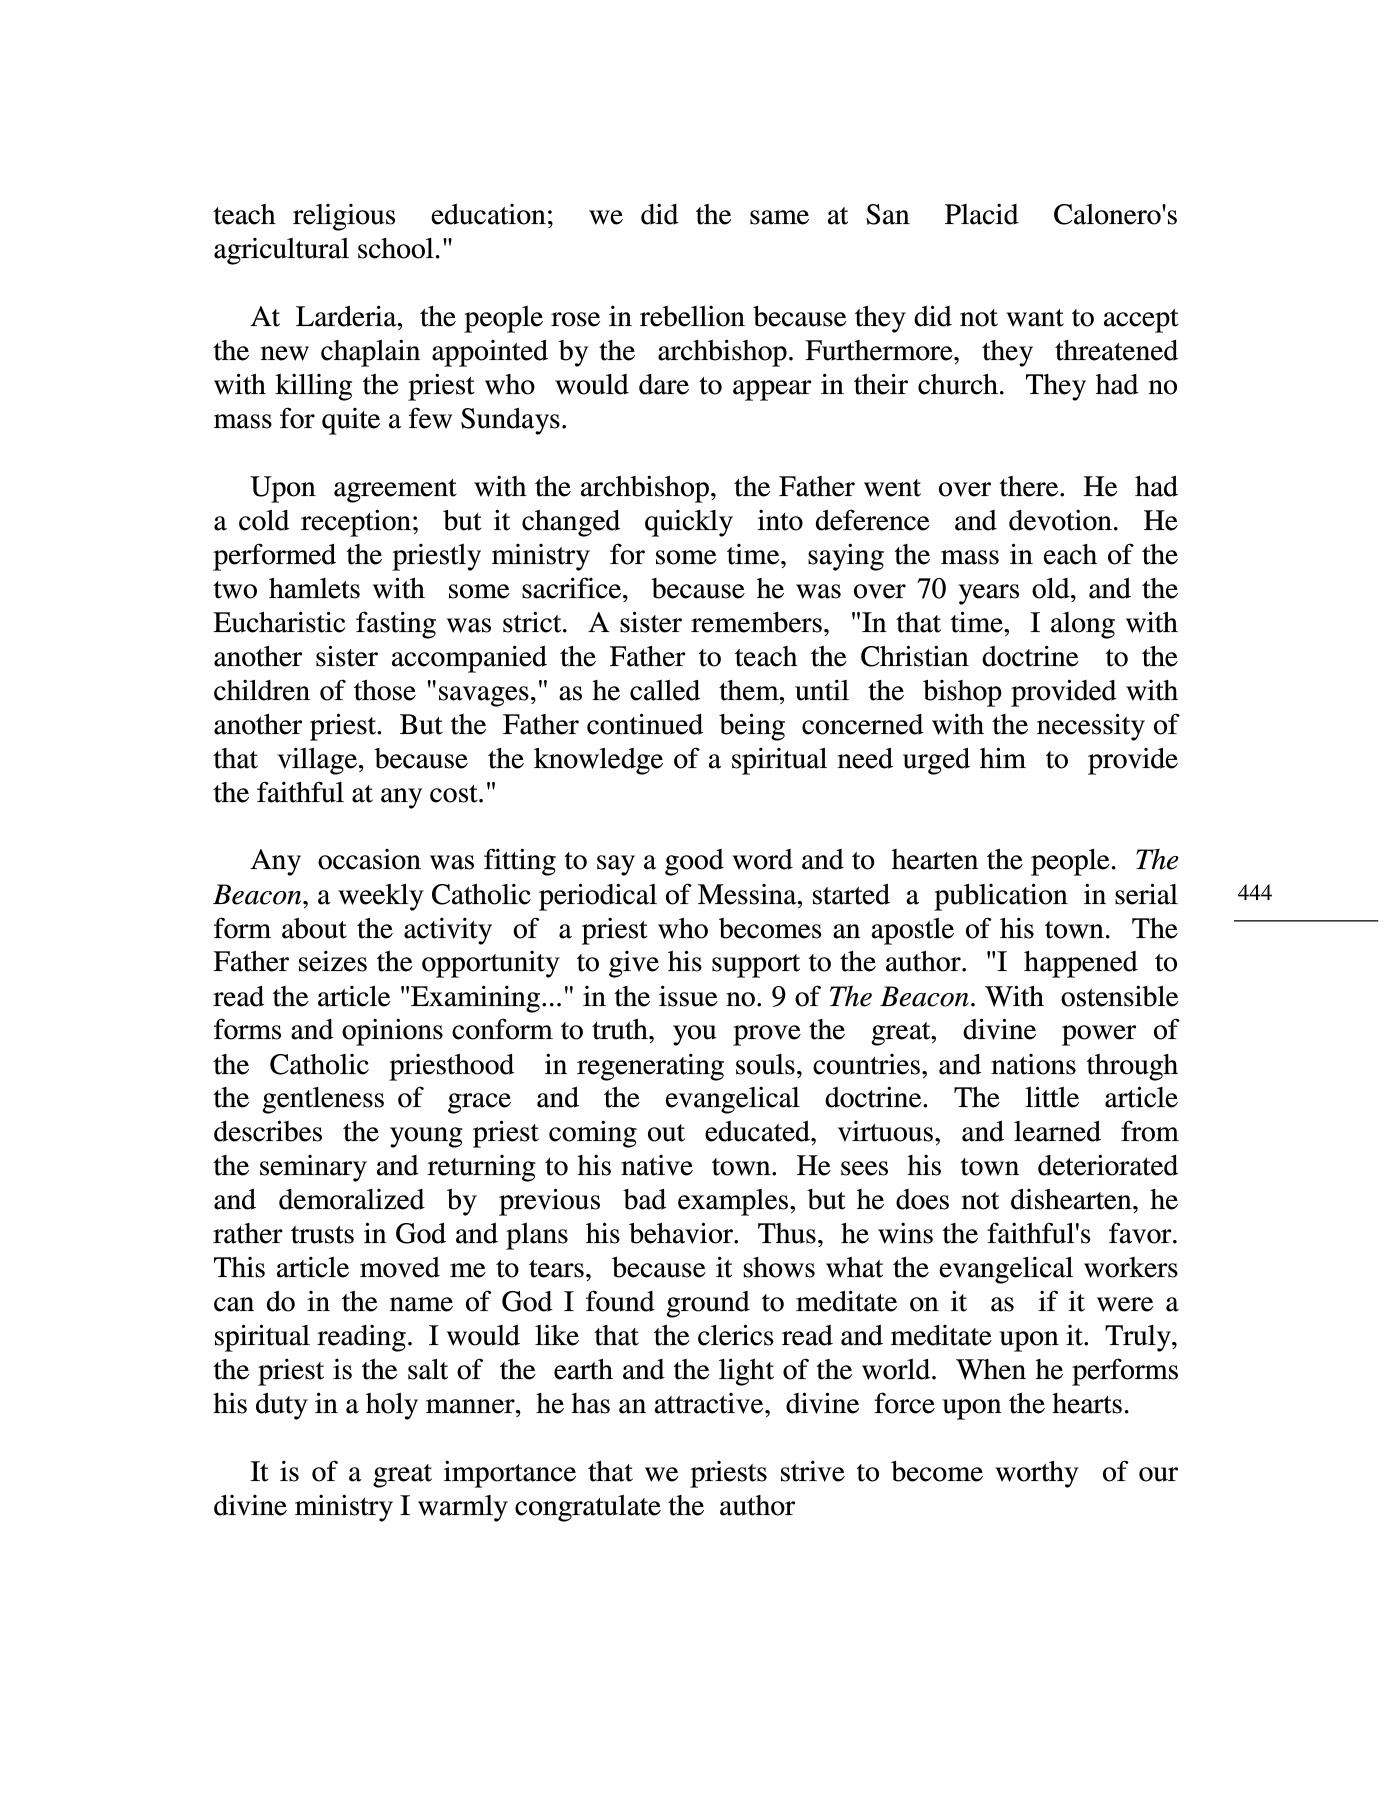 teach religious education; we did the same at San Placid Calonero's
agricultural school."
At Larderia, the people rose in rebellion because they did not want to accept
the new chaplain appointed by the archbishop. Furthermore, they threatened
with killing the priest who would dare to appear in their church. They had no
mass for quite a few Sundays.
Upon agreement with the archbishop, the Father went over there. He had
a cold reception; but it changed quickly into deference and devotion. He
performed the priestly ministry for some time, saying the mass in each of the
two hamlets with some sacrifice, because he was over 70 years old, and the
Eucharistic fasting was strict. A sister remembers, "In that time, I along with
another sister accompanied the Father to teach the Christian doctrine to the
children of those "savages," as he called them, until the bishop provided with
another priest. But the Father continued being concerned with the necessity of
that village, because the knowledge of a spiritual need urged him to provide
the faithful at any cost."
Any occasion was fitting to say a good word and to hearten the people. The
Beacon, a weekly Catholic periodical of Messina, started a publication in serial
form about the activity of a priest who becomes an apostle of his town. The
Father seizes the opportunity to give his support to the author. "I happened to
read the article "Examining..." in the issue no. 9 of The Beacon. With ostensible
forms and opinions conform to truth, you prove the great, divine power of
the Catholic priesthood in regenerating souls, countries, and nations through
the gentleness of grace and the evangelical doctrine. The little article
describes the young priest coming out educated, virtuous, and learned from
the seminary and returning to his native town. He sees his town deteriorated
and demoralized by previous bad examples, but he does not dishearten, he
rather trusts in God and plans his behavior. Thus, he wins the faithful's favor.
This article moved me to tears, because it shows what the evangelical workers
can do in the name of God I found ground to meditate on it as if it were a
spiritual reading. I would like that the clerics read and meditate upon it. Truly,
the priest is the salt of the earth and the light of the world. When he performs
his duty in a holy manner, he has an attractive, divine force upon the hearts.
It is of a great importance that we priests strive to become worthy of our
divine ministry I warmly congratulate the author
444